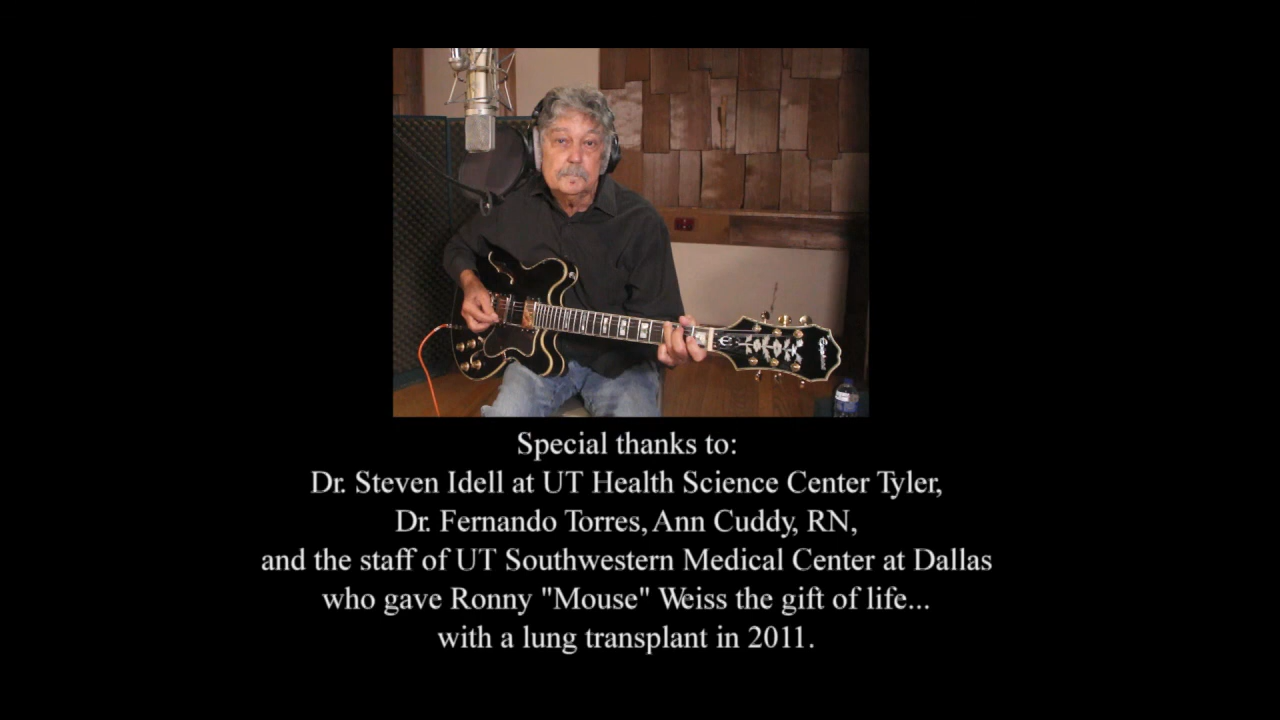 Epiphone
Special thanks to:
Dr. Steven Idell at UT Health Science Center Tyler,
Dr. Fernando Torres, Ann Cuddy, RN,
and the staff of UT Southwestern Medical Center at Dallas
who gave Ronny "Mouse" Weiss the gift of life...
with a lung transplant in 2011.